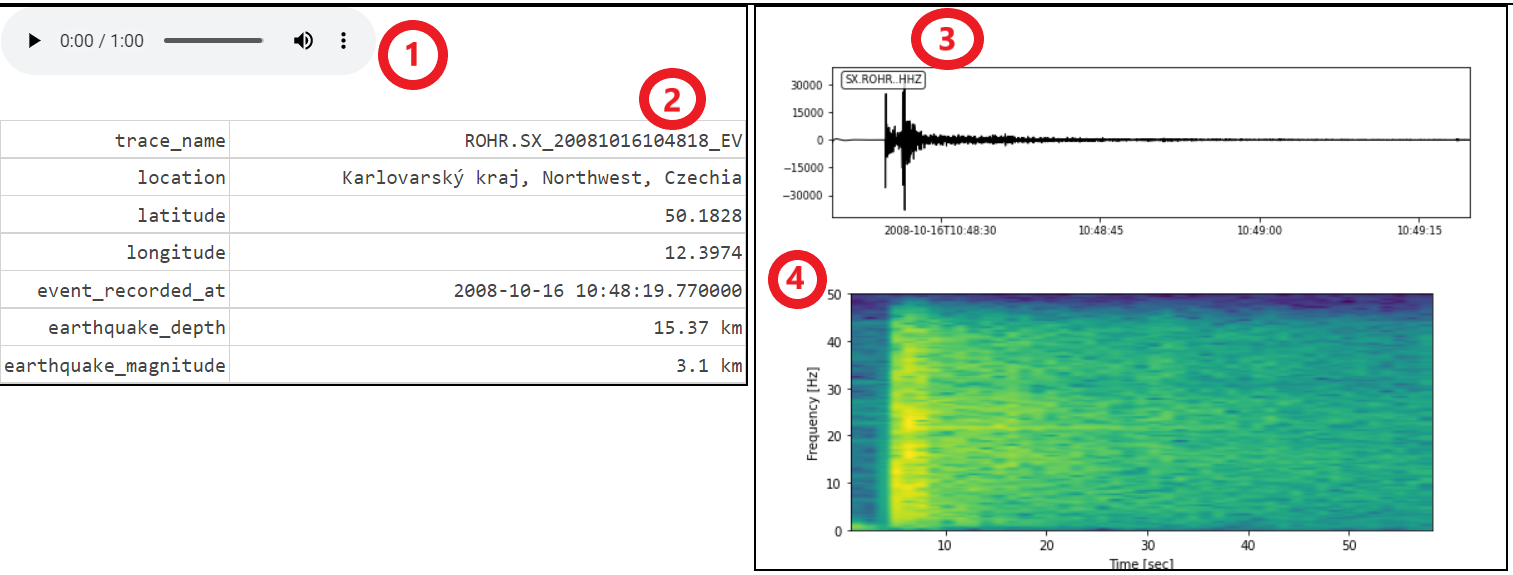 0:00 / 1:00
1
2
trace_name ROHR.SX_20081016104818_EV
location Karlovarský kraj, Northwest, Czechia
latitude 50.1828
longitude 12.3974
event_recorded_at 2008-10-16 10:48:19.770000
earthquake_depth 15.37 km
earthquake_magnitude 3.1 km
3
SX.ROHR..HHZ
30000
15000
0
−15000
−30000
2008-10-16T10:48:30 10:48:45 10:49:00 10:49:15
4
50
40
30
20
10
0
Frequency [Hz]
10 20 30 40 50
Time [sec]